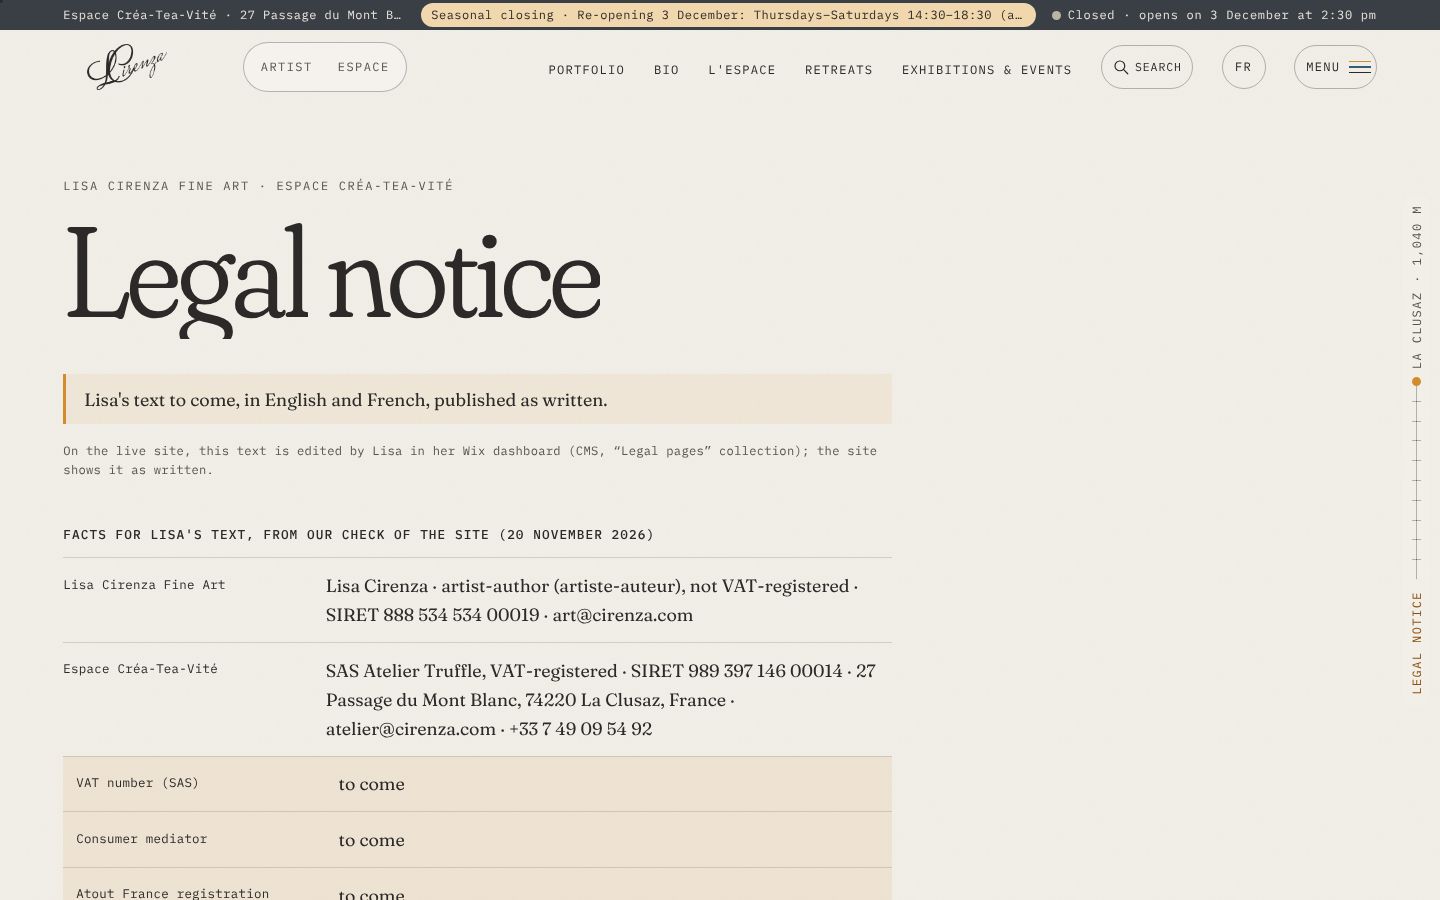 Espace Créa-Tea-Vité · 27 Passage du Mont B…
Seasonal closing · Re-opening 3 December: Thursdays–Saturdays 14:30–18:30 (a…
Closed · opens on 3 December at 2:30 pm
Cirenza
ARTIST ESPACE
PORTFOLIO BIO L'ESPACE RETREATS EXHIBITIONS & EVENTS
SEARCH
FR
MENU
LISA CIRENZA FINE ART · ESPACE CRÉA-TEA-VITÉ
Legal notice
Lisa's text to come, in English and French, published as written.
On the live site, this text is edited by Lisa in her Wix dashboard (CMS, “Legal pages” collection); the site
shows it as written.
FACTS FOR LISA'S TEXT, FROM OUR CHECK OF THE SITE (20 NOVEMBER 2026)
Lisa Cirenza Fine Art
Lisa Cirenza · artist-author (artiste-auteur), not VAT-registered ·
SIRET 888 534 534 00019 · art@cirenza.com
Espace Créa-Tea-Vité
SAS Atelier Truffle, VAT-registered · SIRET 989 397 146 00014 · 27
Passage du Mont Blanc, 74220 La Clusaz, France ·
atelier@cirenza.com · +33 7 49 09 54 92
VAT number (SAS)
to come
Consumer mediator
to come
Atout France registration
to come
LA CLUSAZ · 1,040 M
LEGAL NOTICE